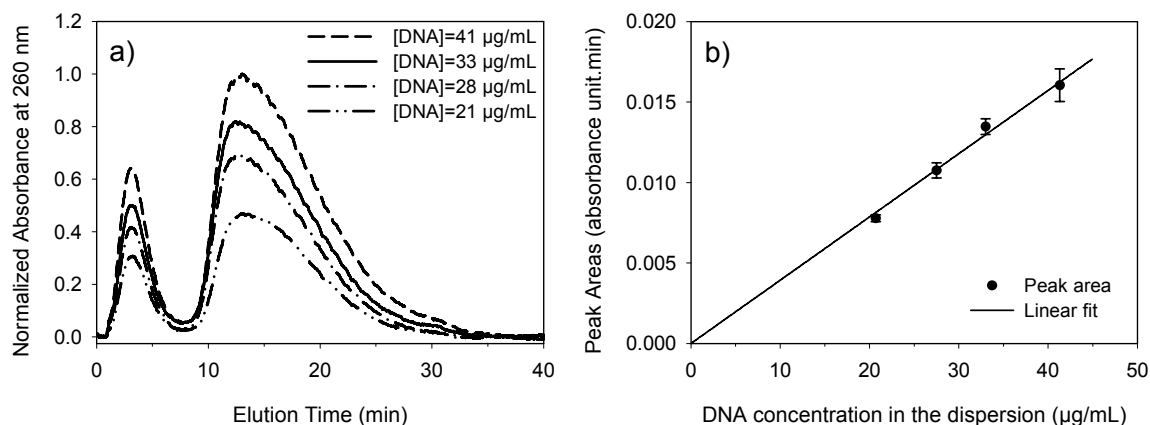 a)
[DNA]=41 µg/mL
[DNA]=33 µg/mL
[DNA]=28 µg/mL
[DNA]=21 µg/mL
Normalized Absorbance at 260 nm
1.2
1.0
0.8
0.6
0.4
0.2
0.0
0 10 20 30 40
Elution Time (min)
b)
Peak Areas (absorbance unit.min)
0.020
0.015
0.010
0.005
0.000
Peak area
Linear fit
0 10 20 30 40 50
DNA concentration in the dispersion (µg/mL)